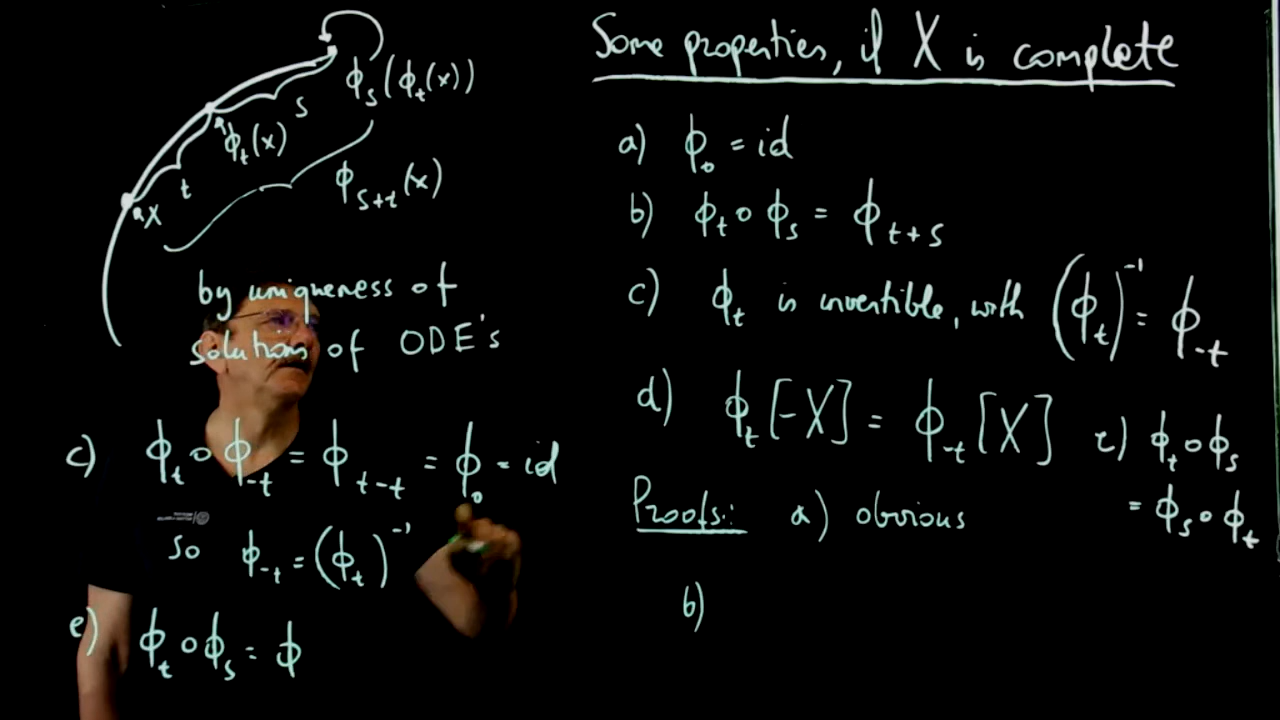 ϕₛ(ϕₜ(x))
s
ϕₜ(x)
t
ϕₛ₊ₜ(x)
x
by uniqueness of
solutions of ODE's
c) ϕₜ ∘ ϕ₋ₜ = ϕₜ₋ₜ = ϕ₀ = id
so ϕ₋ₜ = (ϕₜ)⁻¹
e) ϕₜ ∘ ϕₛ = ϕ
Some properties, if X is complete
a) ϕ₀ = id
b) ϕₜ ∘ ϕₛ = ϕₜ₊ₛ
c) ϕₜ is invertible, with (ϕₜ)⁻¹ = ϕ₋ₜ
d) ϕₜ[-X] = ϕ₋ₜ[X]
e) ϕₜ ∘ ϕₛ
= ϕₛ ∘ ϕₜ
Proofs: a) obvious
b)